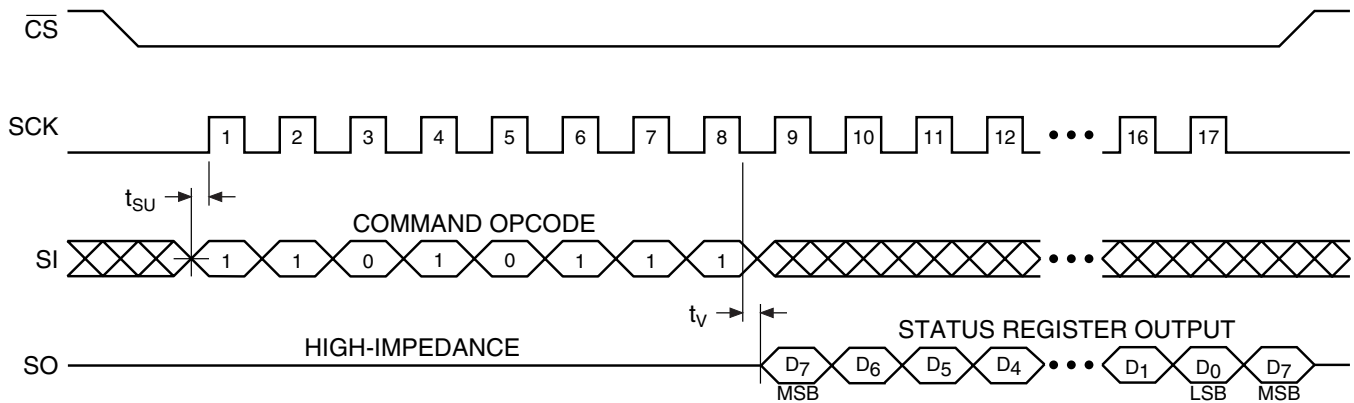 CS
SCK 1 2 3 4 5 6 7 8 9 10 11 12 ••• 16 17
tSU
COMMAND OPCODE
SI 1 1 0 1 0 1 1 1 •••
tV
STATUS REGISTER OUTPUT
HIGH-IMPEDANCE
SO D7 D6 D5 D4 ••• D1 D0 D7
MSB LSB MSB